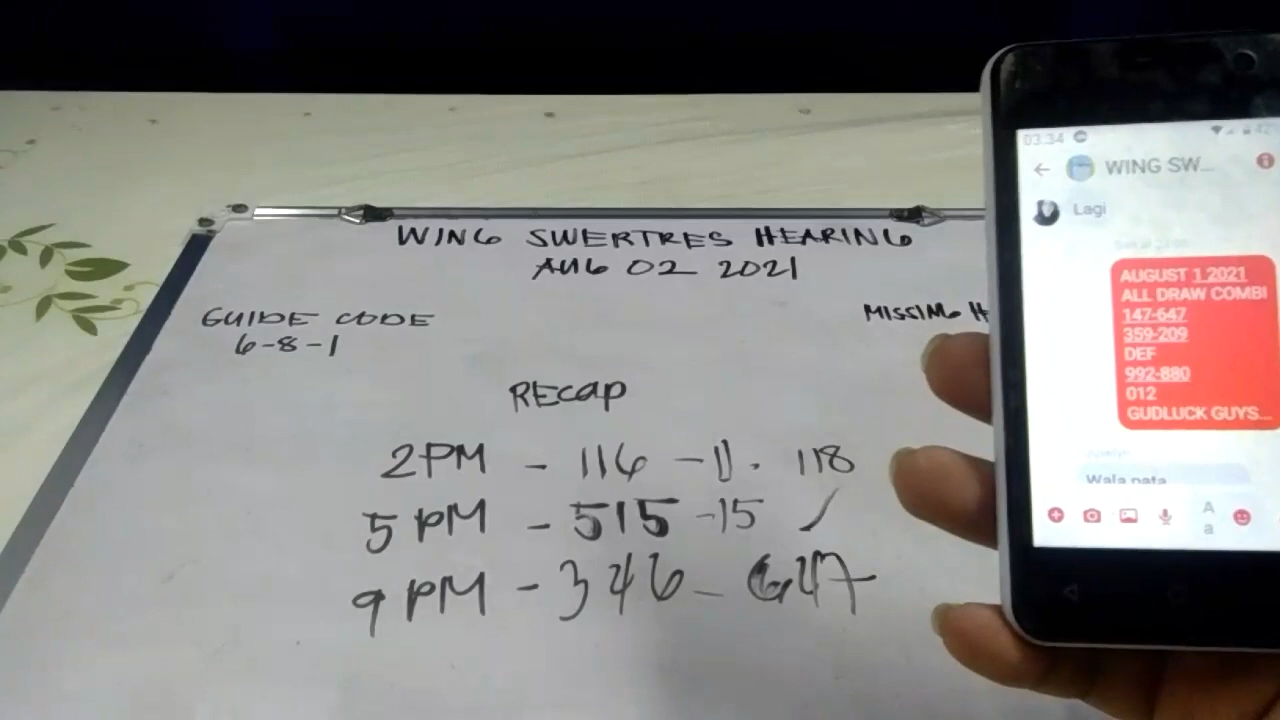 WING SWERTRES HEARING
AUG 02 2021
GUIDE CODE
6-8-1
MISSING
RECAP
2PM - 116 -11. 118
5PM - 515 -15 /
9PM - 346 - 647
03:34
42
WING SW...
Lagi
AUGUST 1 2021
ALL DRAW COMBI
147-647
359-209
DEF
992-880
012
GUDLUCK GUYS...
Wala pata
A
a